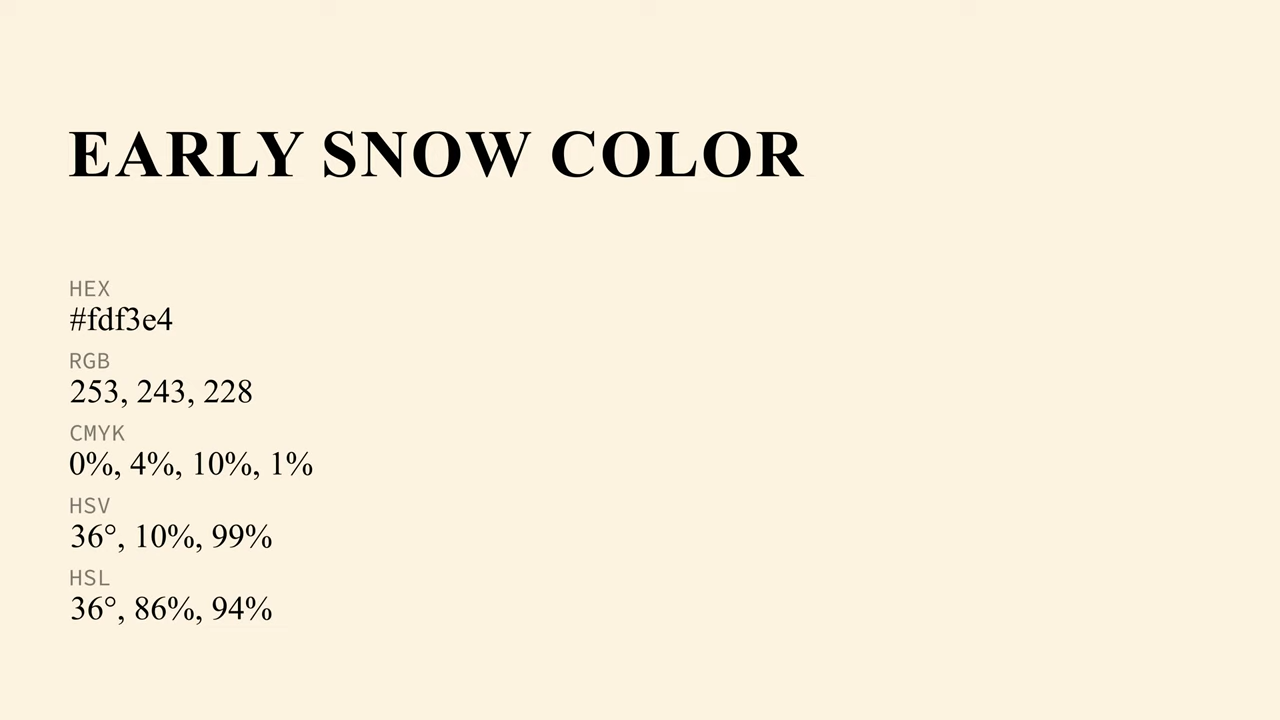 EARLY SNOW COLOR
HEX
#fdf3e4
RGB
253, 243, 228
CMYK
0%, 4%, 10%, 1%
HSV
36°, 10%, 99%
HSL
36°, 86%, 94%